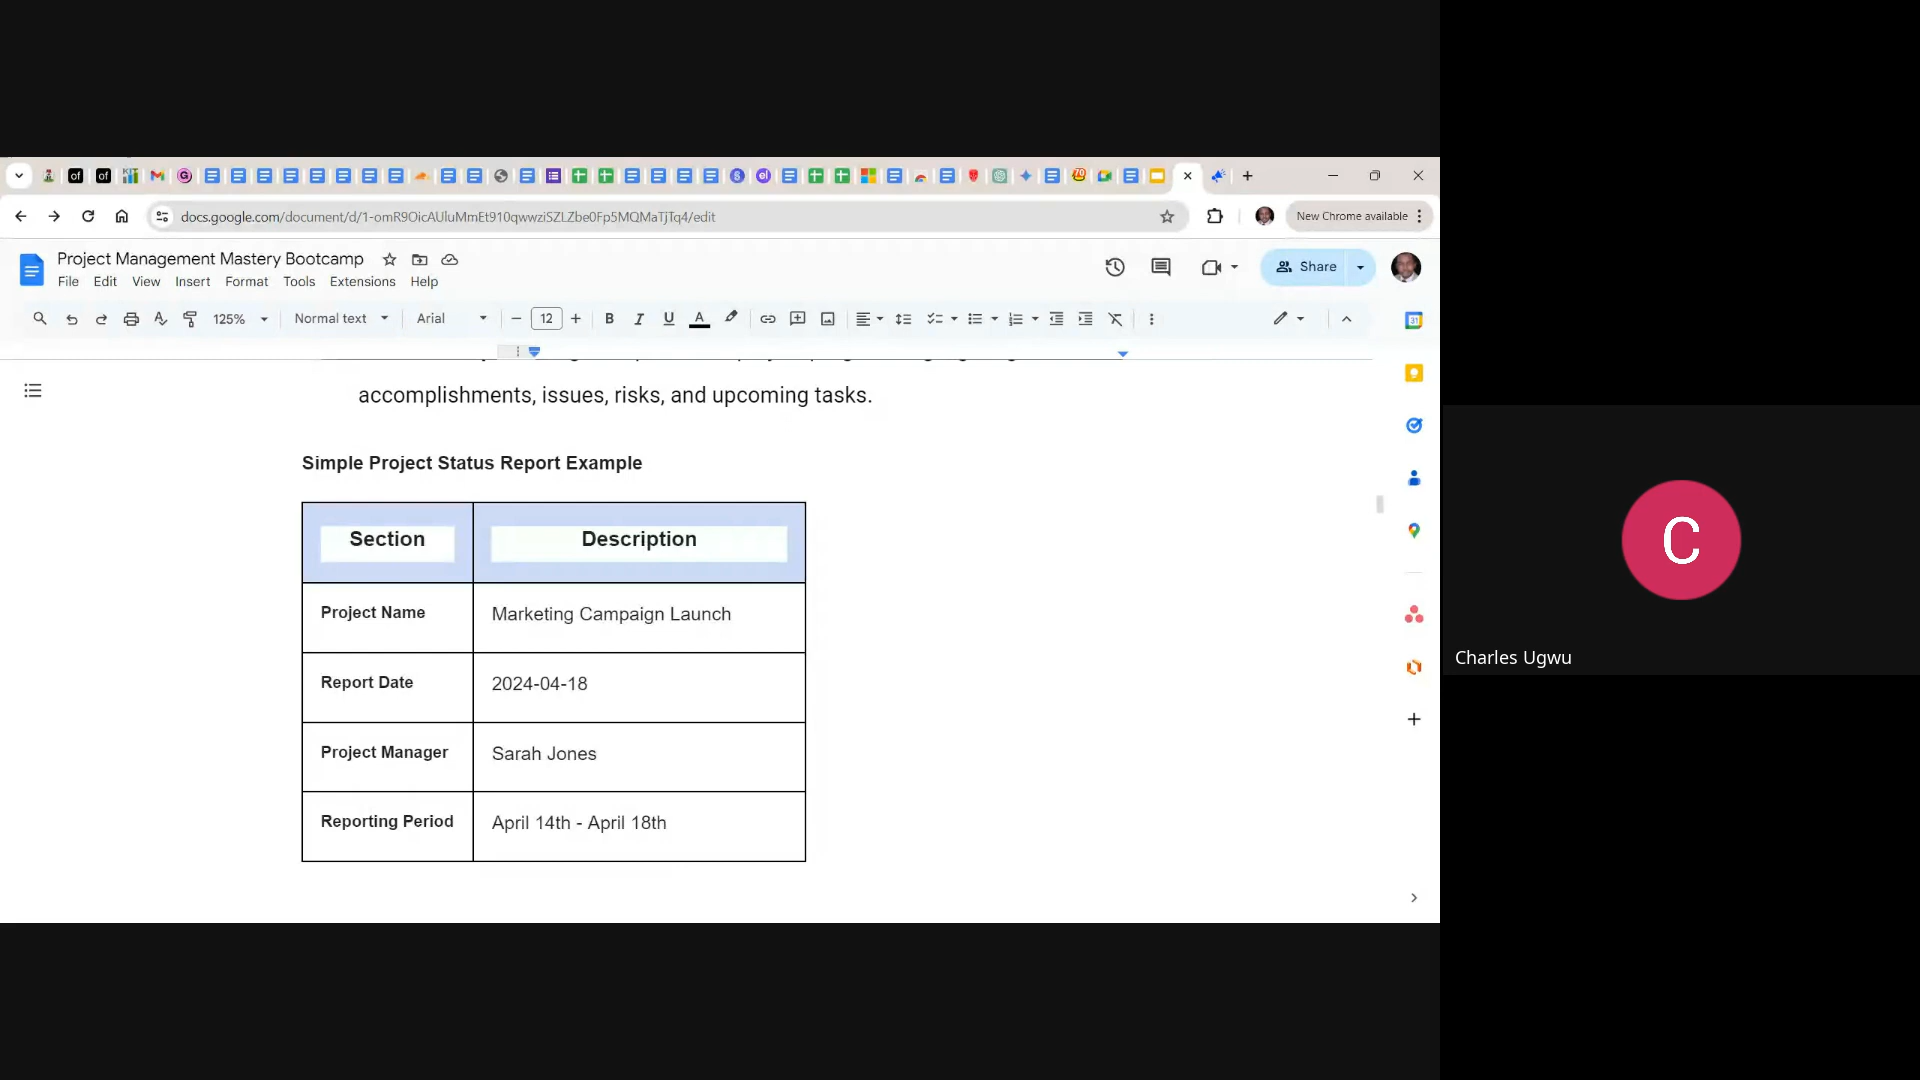 docs.google.com/document/d/1-omR9OicAUluMmEt910qwwziSZLZbe0Fp5MQMaTjTq4/edit
New Chrome available
Project Management Mastery Bootcamp
File Edit View Insert Format Tools Extensions Help
Share
125% Normal text Arial 12
accomplishments, issues, risks, and upcoming tasks.
Simple Project Status Report Example
Section Description
Project Name Marketing Campaign Launch
Report Date 2024-04-18
Project Manager Sarah Jones
Reporting Period April 14th - April 18th
C
Charles Ugwu